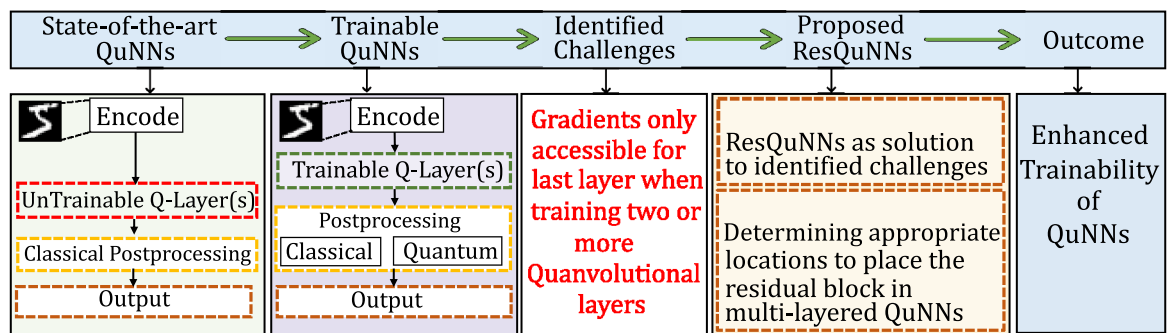 State-of-the-art
QuNNs
Trainable
QuNNs
Identified
Challenges
Proposed
ResQuNNs
Outcome
Encode
UnTrainable Q-Layer(s)
Classical Postprocessing
Output
Encode
Trainable Q-Layer(s)
Postprocessing
Classical
Quantum
Output
Gradients only
accessible for
last layer when
training two or
more
Quanvolutional
layers
ResQuNNs as solution
to identified challenges
Determining appropriate
locations to place the
residual block in
multi-layered QuNNs
Enhanced
Trainability
of
QuNNs